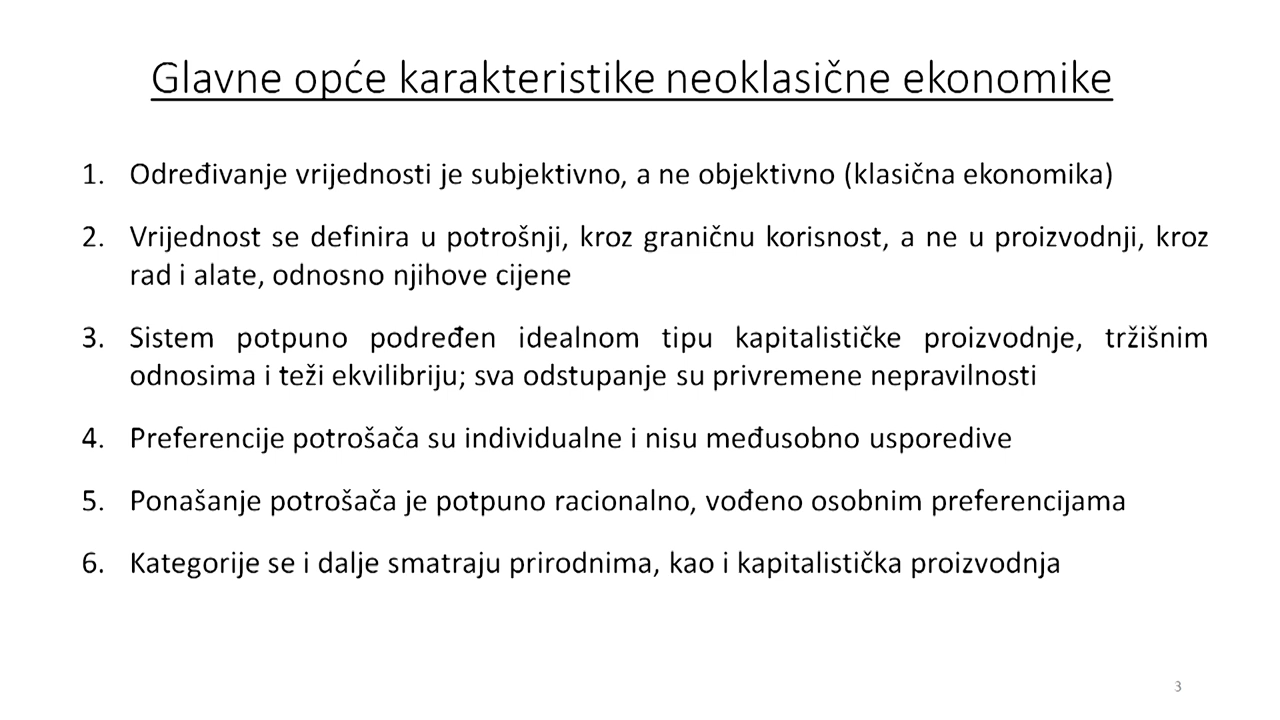 Glavne opće karakteristike neoklasične ekonomike
1. Određivanje vrijednosti je subjektivno, a ne objektivno (klasična ekonomika)
2. Vrijednost se definira u potrošnji, kroz graničnu korisnost, a ne u proizvodnji, kroz
rad i alate, odnosno njihove cijene
3. Sistem potpuno podređen idealnom tipu kapitalističke proizvodnje, tržišnim
odnosima i teži ekvilibriju; sva odstupanje su privremene nepravilnosti
4. Preferencije potrošača su individualne i nisu međusobno usporedive
5. Ponašanje potrošača je potpuno racionalno, vođeno osobnim preferencijama
6. Kategorije se i dalje smatraju prirodnima, kao i kapitalistička proizvodnja
3